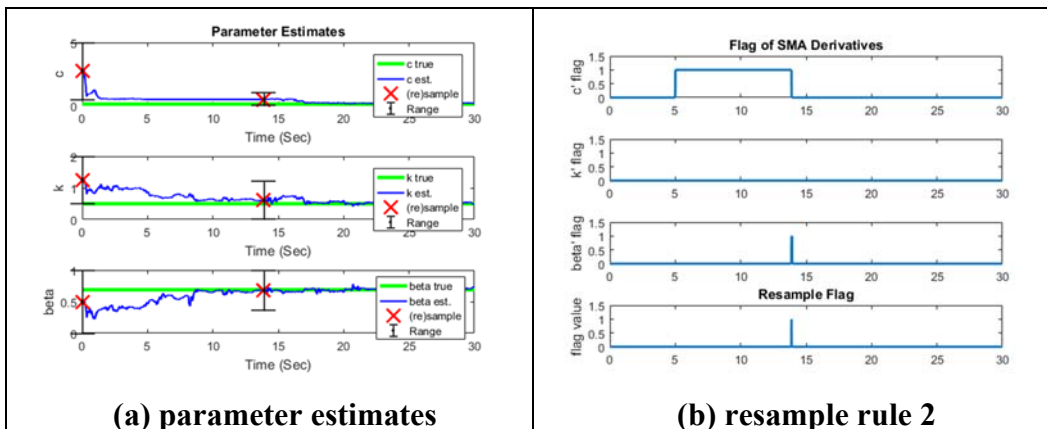 Parameter Estimates
5
c
0
c true
c est.
(re)sample
Range
0 5 10 15 20 25 30
Time (Sec)
2
1
k
0
k true
k est.
(re)sample
Range
0 5 10 15 20 25 30
Time (Sec)
1
0.5
beta
0
beta true
beta est.
(re)sample
Range
0 5 10 15 20 25 30
Time (Sec)
(a) parameter estimates
Flag of SMA Derivatives
1.5
1
0.5
0
c' flag
0 5 10 15 20 25 30
1.5
1
0.5
0
k' flag
0 5 10 15 20 25 30
1.5
1
0.5
0
beta' flag
0 5 10 15 20 25 30
Resample Flag
1.5
1
0.5
0
flag value
0 5 10 15 20 25 30
(b) resample rule 2